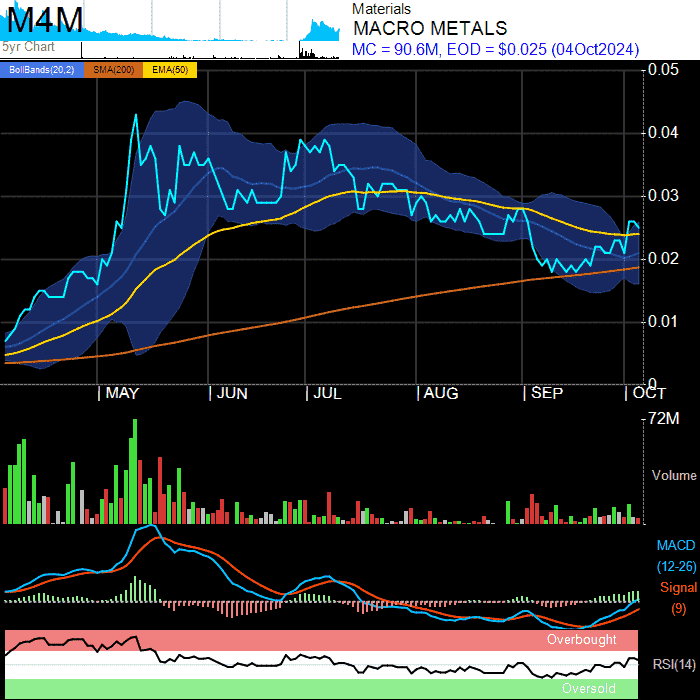 M4M
5yr Chart
Materials
MACRO METALS
MC = 90.6M, EOD = $0.025 (04Oct2024)
BollBands(20,2) SMA(200) EMA(50)
0.05
0.04
0.03
0.02
0.01
0
MAY JUN JUL AUG SEP OCT
72M
Volume
MACD
(12-26)
Signal
(9)
Overbought
RSI(14)
Oversold